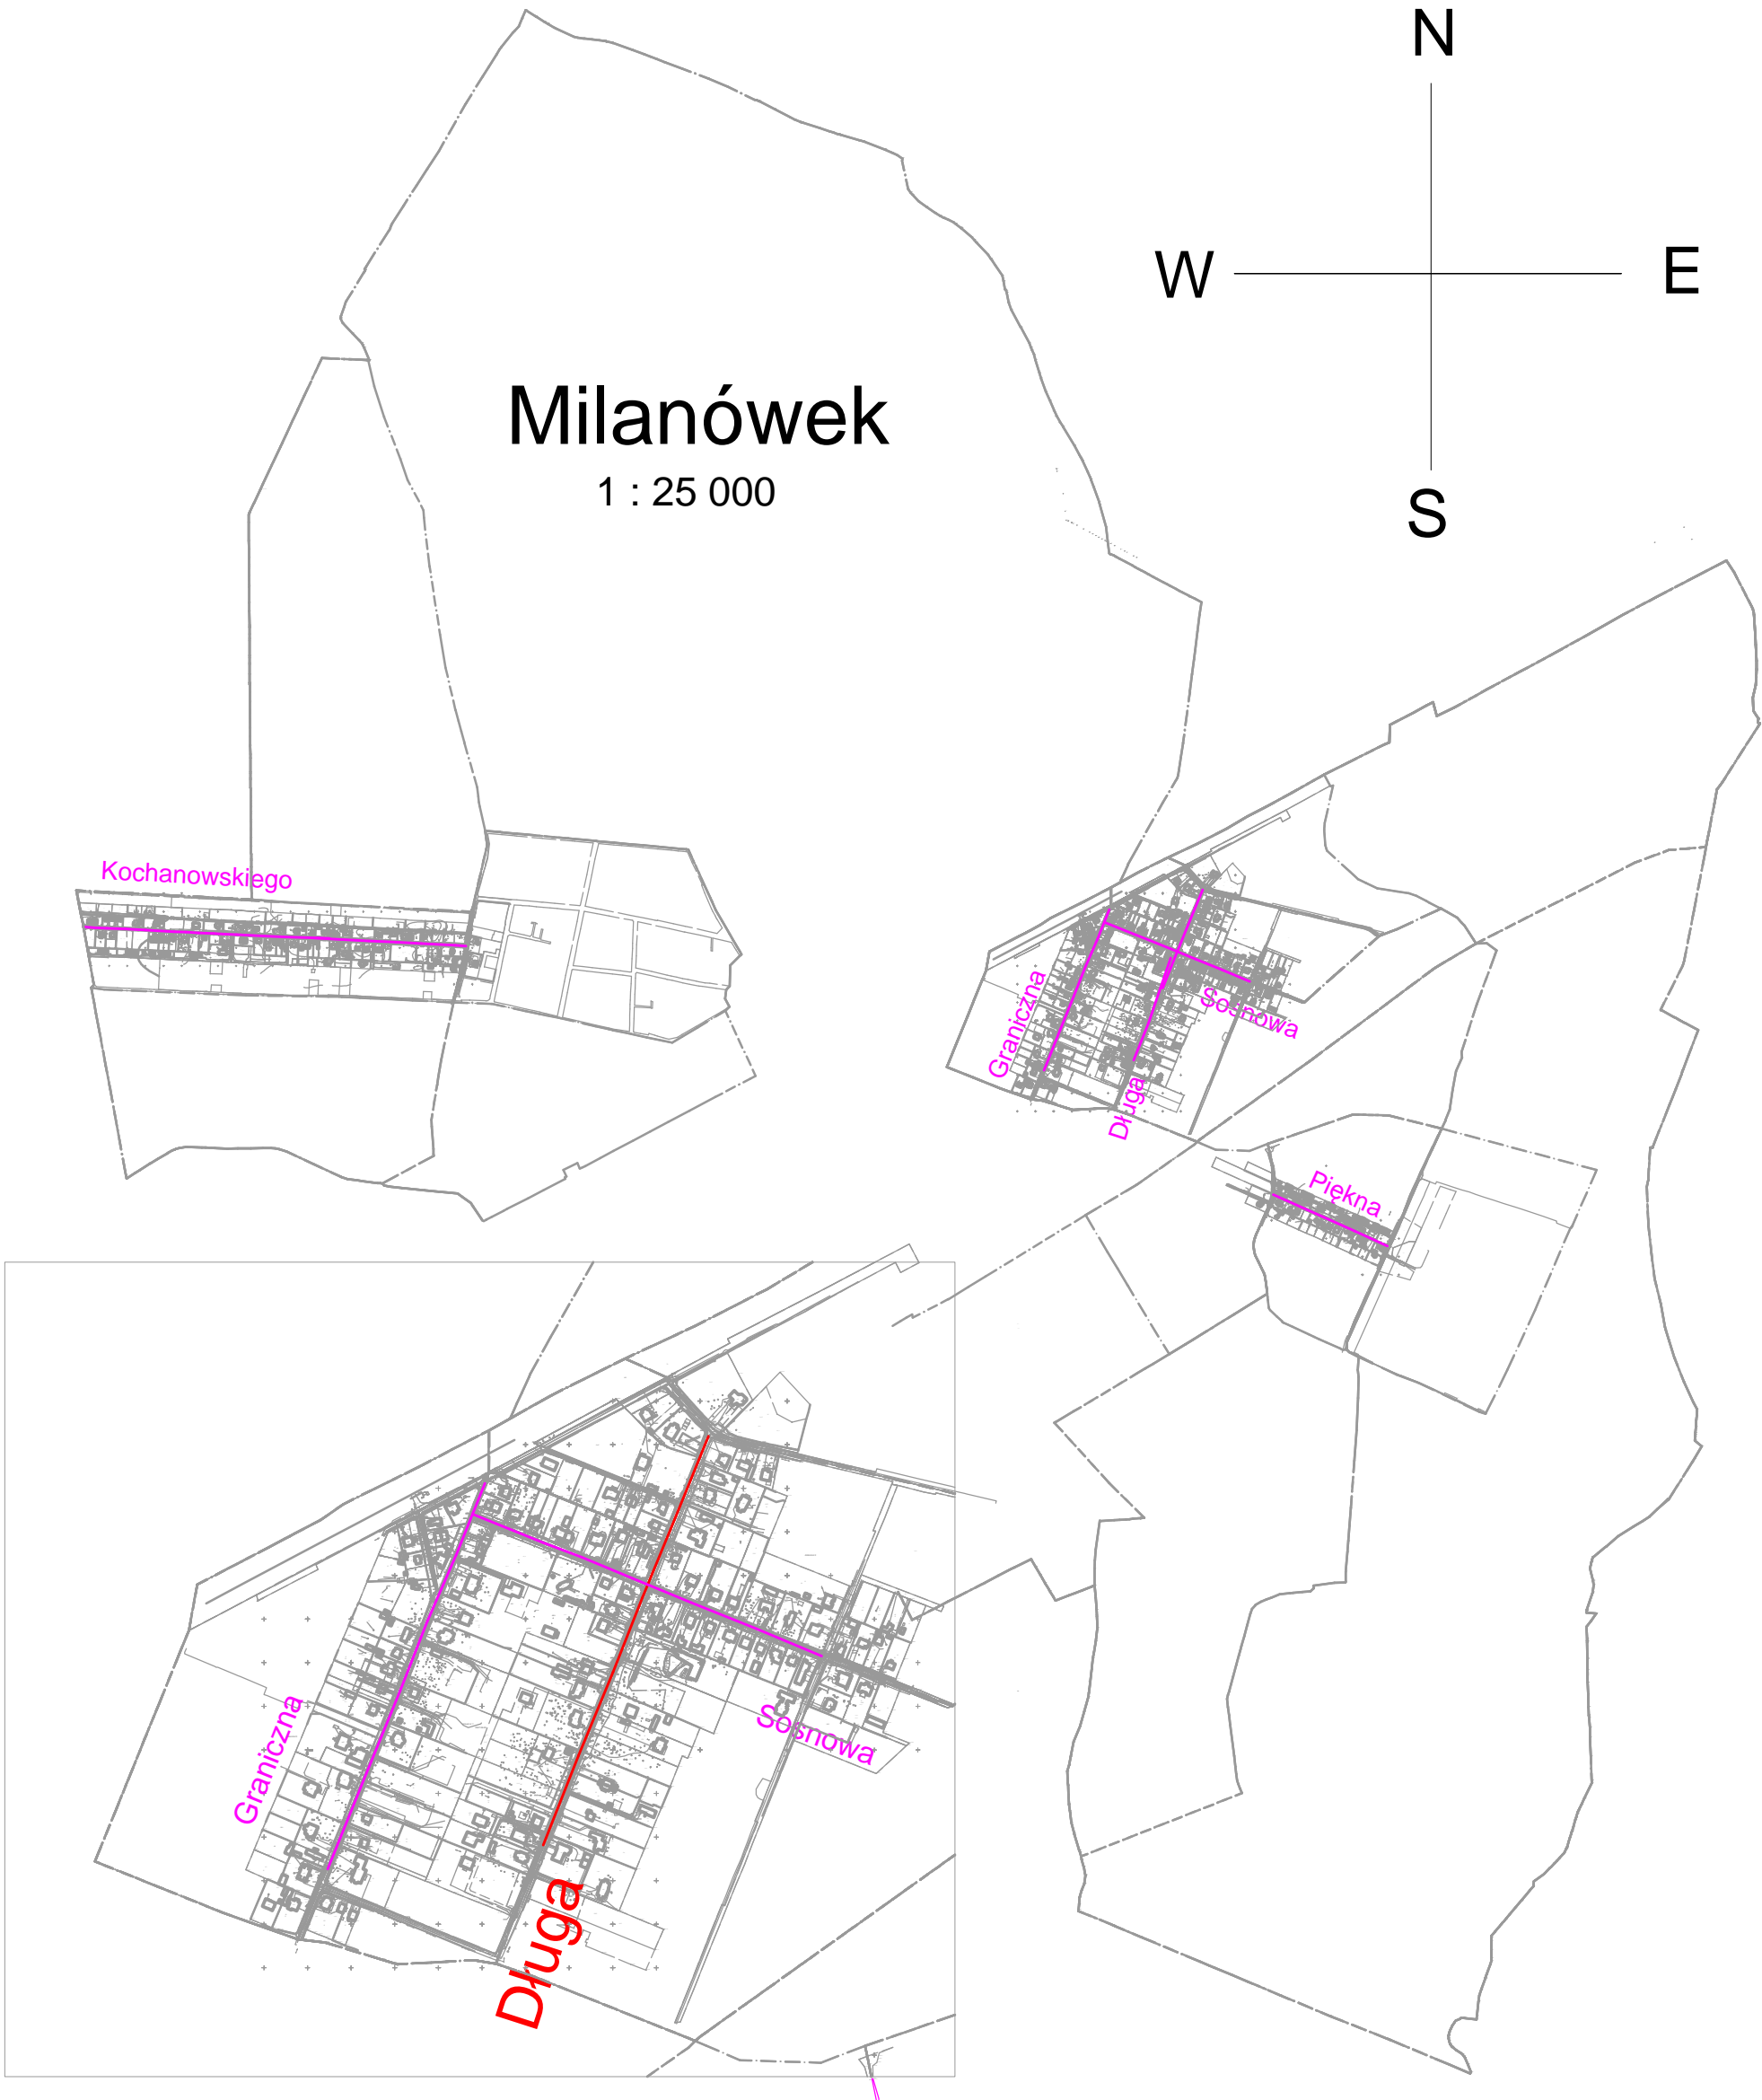 N
W
E
S
Milanówek
1 : 25 000
Kochanowskiego
Graniczna
Sosnowa
Długa
Piękna
Graniczna
Sosnowa
Długa